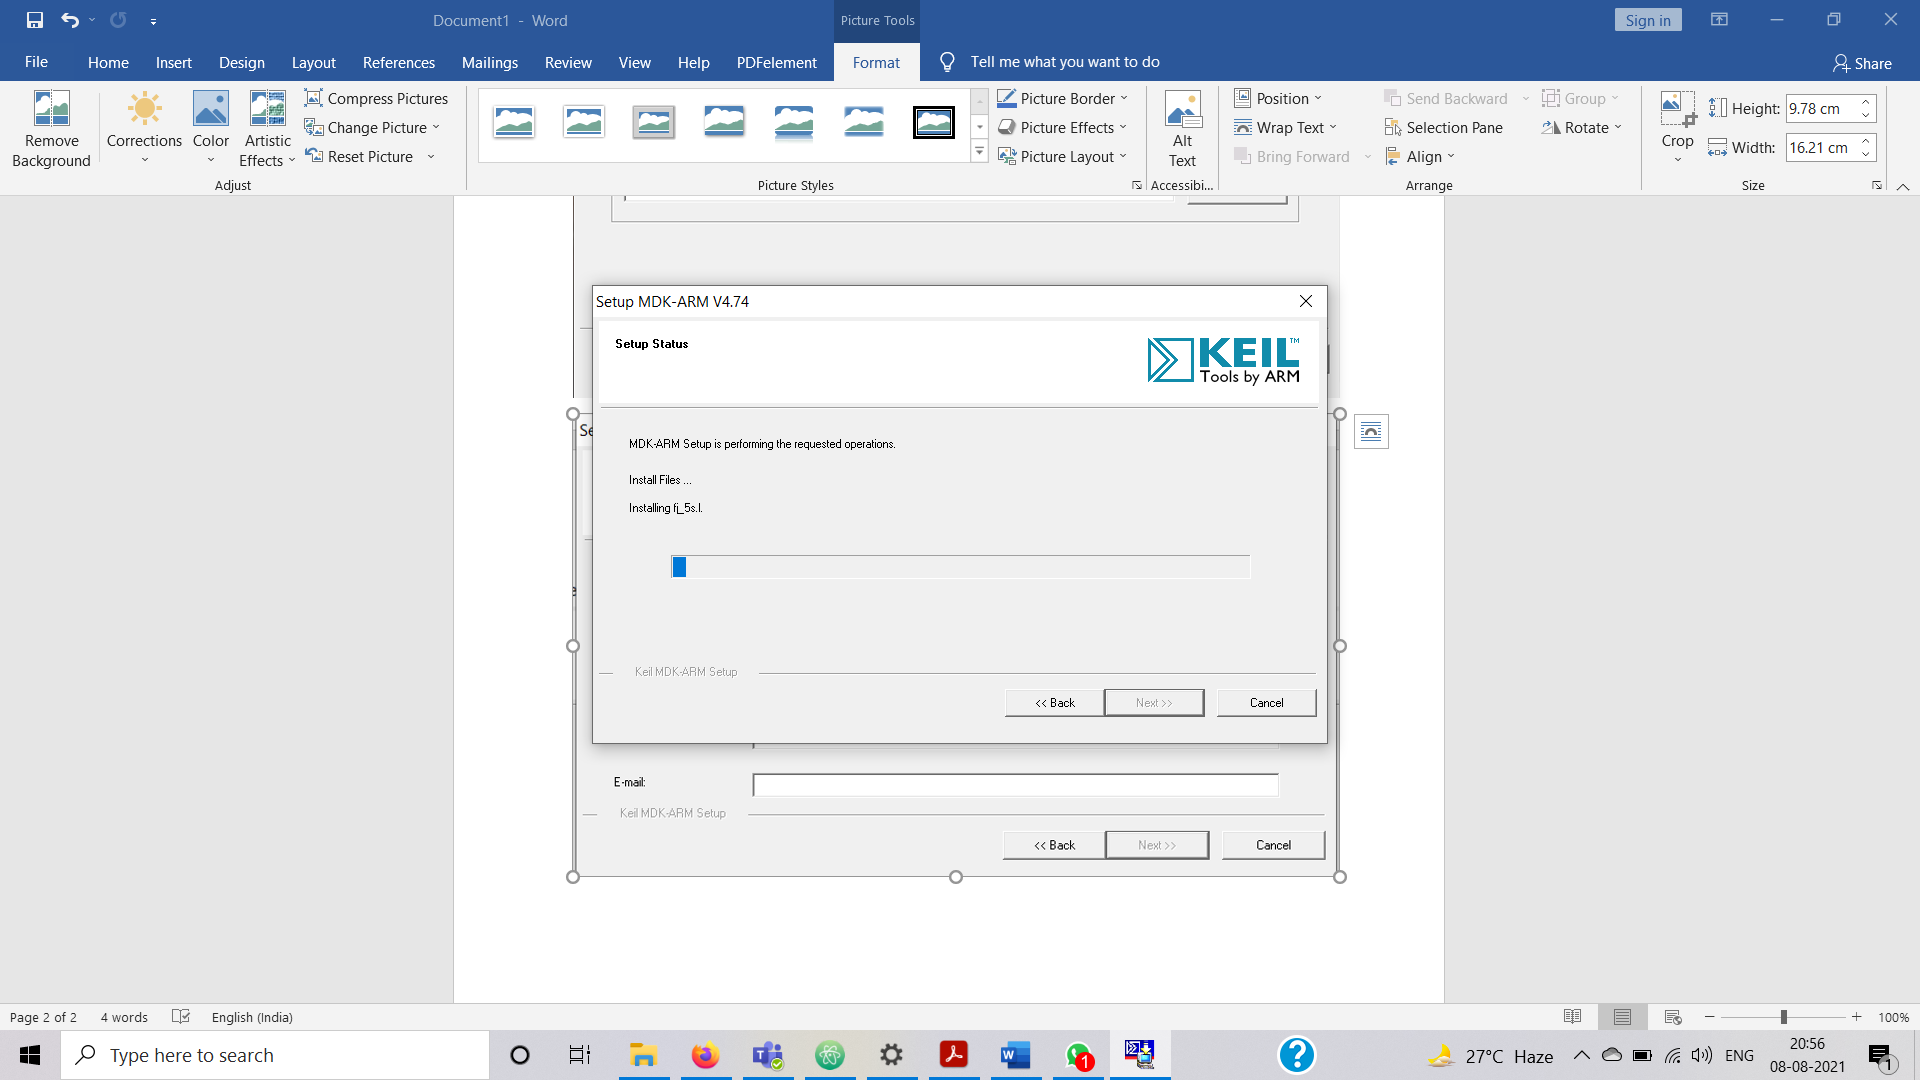 Document1 - Word
Picture Tools
Sign in
File
Home
Insert
Design
Layout
References
Mailings
Review
View
Help
PDFelement
Format
Tell me what you want to do
Share
Remove Background
Corrections
Color
Artistic Effects
Compress Pictures
Change Picture
Reset Picture
Adjust
Picture Styles
Picture Border
Picture Effects
Picture Layout
Alt Text
Accessibi...
Position
Wrap Text
Bring Forward
Send Backward
Selection Pane
Align
Group
Rotate
Arrange
Crop
Height: 9.78 cm
Width: 16.21 cm
Size
Setup MDK-ARM V4.74
Setup Status
KEIL™
Tools by ARM
Se
MDK-ARM Setup is performing the requested operations.
Install Files ...
Installing fj_5s.l.
Keil MDK-ARM Setup
<< Back
Next >>
Cancel
E-mail:
Keil MDK-ARM Setup
<< Back
Next >>
Cancel
Page 2 of 2
4 words
English (India)
100%
Type here to search
1
27°C Haze
ENG
20:56
08-08-2021
1